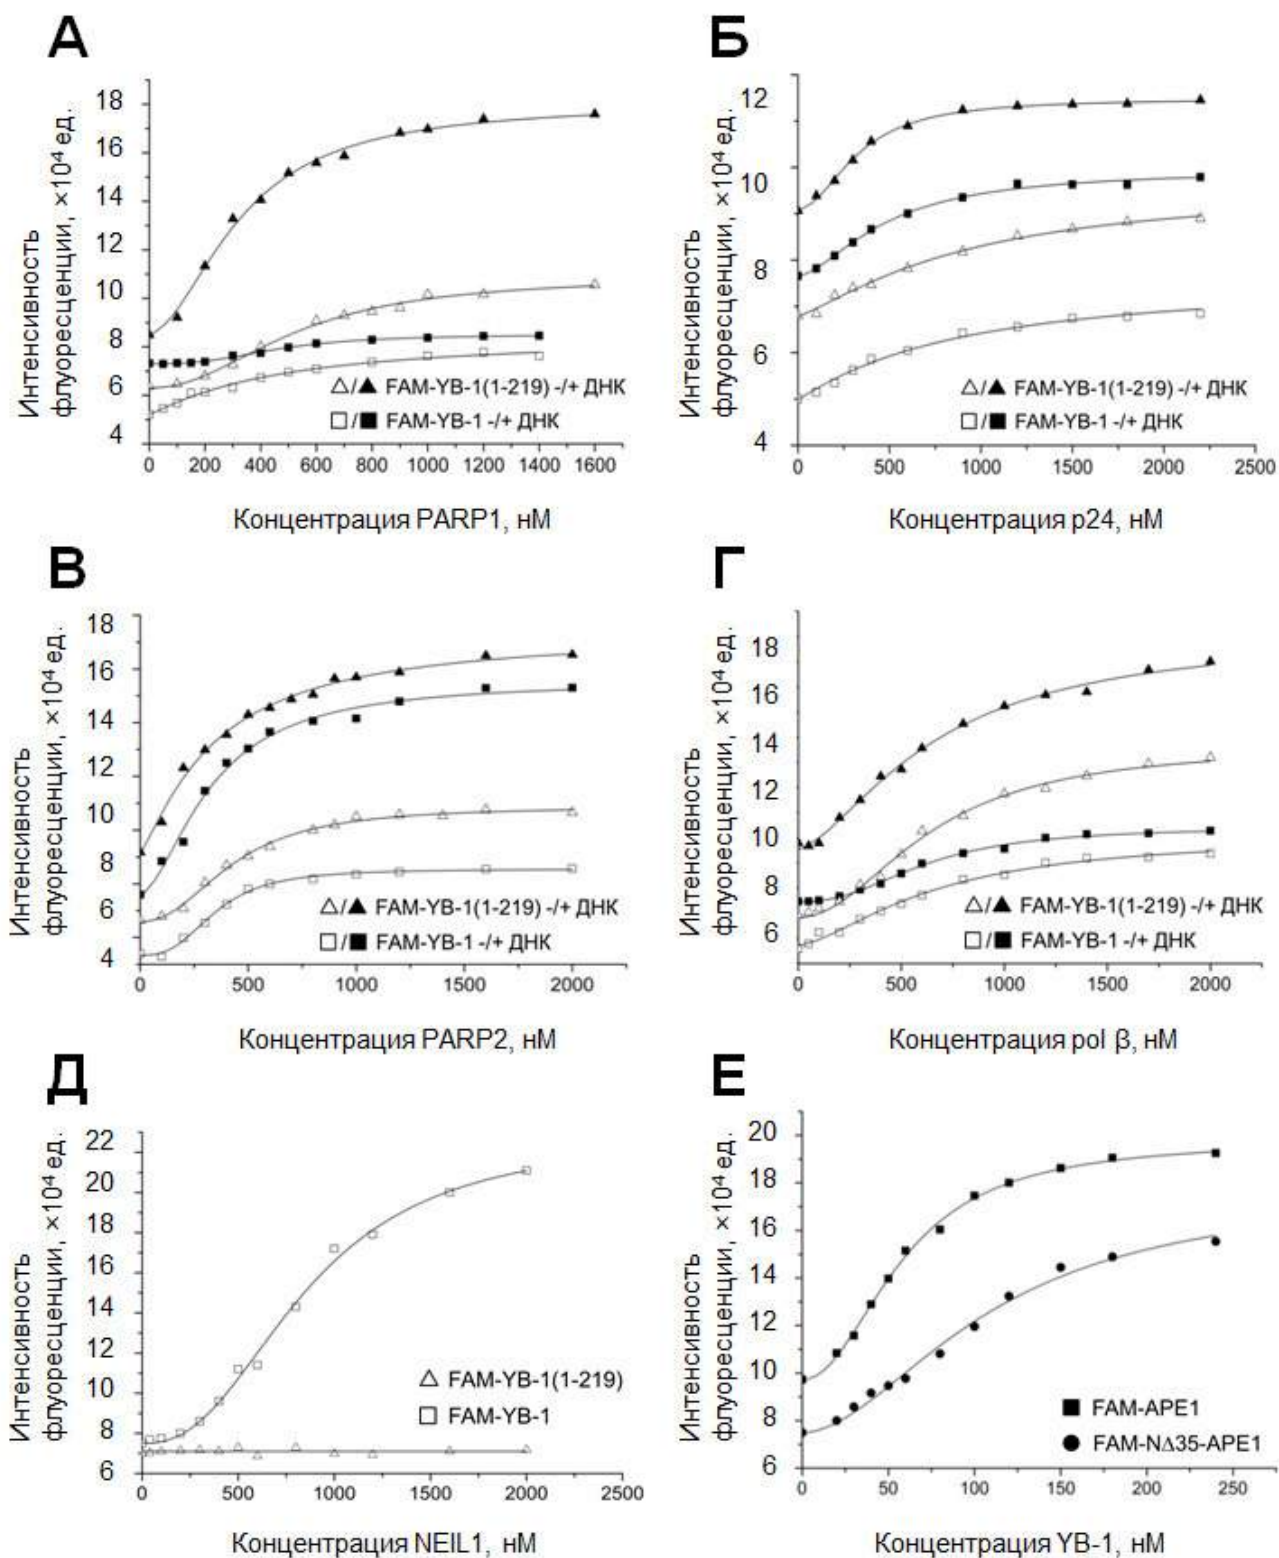 А
Интенсивность
флуоресценции, ×10⁴ ед.
18
16
14
12
10
8
6
4
0 200 400 600 800 1000 1200 1400 1600
△/▲ FAM-YB-1(1-219) -/+ ДНК
□/■ FAM-YB-1 -/+ ДНК
Концентрация PARP1, нМ
Б
Интенсивность
флуоресценции, ×10⁴ ед.
12
10
8
6
4
0 500 1000 1500 2000 2500
△/▲ FAM-YB-1(1-219) -/+ ДНК
□/■ FAM-YB-1 -/+ ДНК
Концентрация p24, нМ
В
Интенсивность
флуоресценции, ×10⁴ ед.
18
16
14
12
10
8
6
4
0 500 1000 1500 2000
△/▲ FAM-YB-1(1-219) -/+ ДНК
□/■ FAM-YB-1 -/+ ДНК
Концентрация PARP2, нМ
Г
Интенсивность
флуоресценции, ×10⁴ ед.
18
16
14
12
10
8
6
0 500 1000 1500 2000
△/▲ FAM-YB-1(1-219) -/+ ДНК
□/■ FAM-YB-1 -/+ ДНК
Концентрация pol β, нМ
Д
Интенсивность
флуоресценции, ×10⁴ ед.
22
20
18
16
14
12
10
8
6
0 500 1000 1500 2000 2500
△ FAM-YB-1(1-219)
□ FAM-YB-1
Концентрация NEIL1, нМ
Е
Интенсивность
флуоресценции, ×10⁴ ед.
20
18
16
14
12
10
8
6
0 50 100 150 200 250
■ FAM-APE1
● FAM-NΔ35-APE1
Концентрация YB-1, нМ